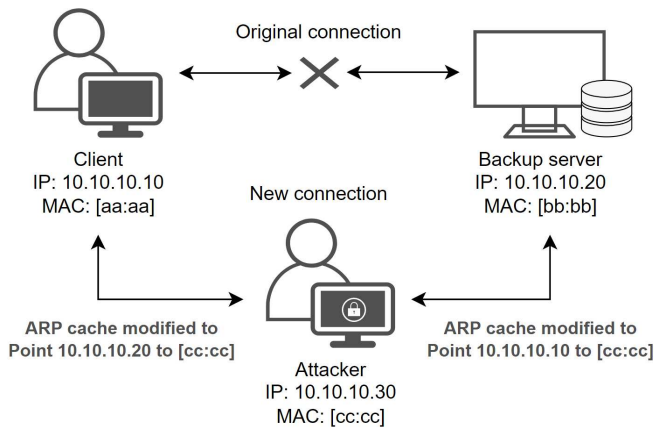 Original connection
Client
IP: 10.10.10.10
MAC: [aa:aa]
Backup server
IP: 10.10.10.20
MAC: [bb:bb]
New connection
ARP cache modified to
Point 10.10.10.20 to [cc:cc]
ARP cache modified to
Point 10.10.10.10 to [cc:cc]
Attacker
IP: 10.10.10.30
MAC: [cc:cc]